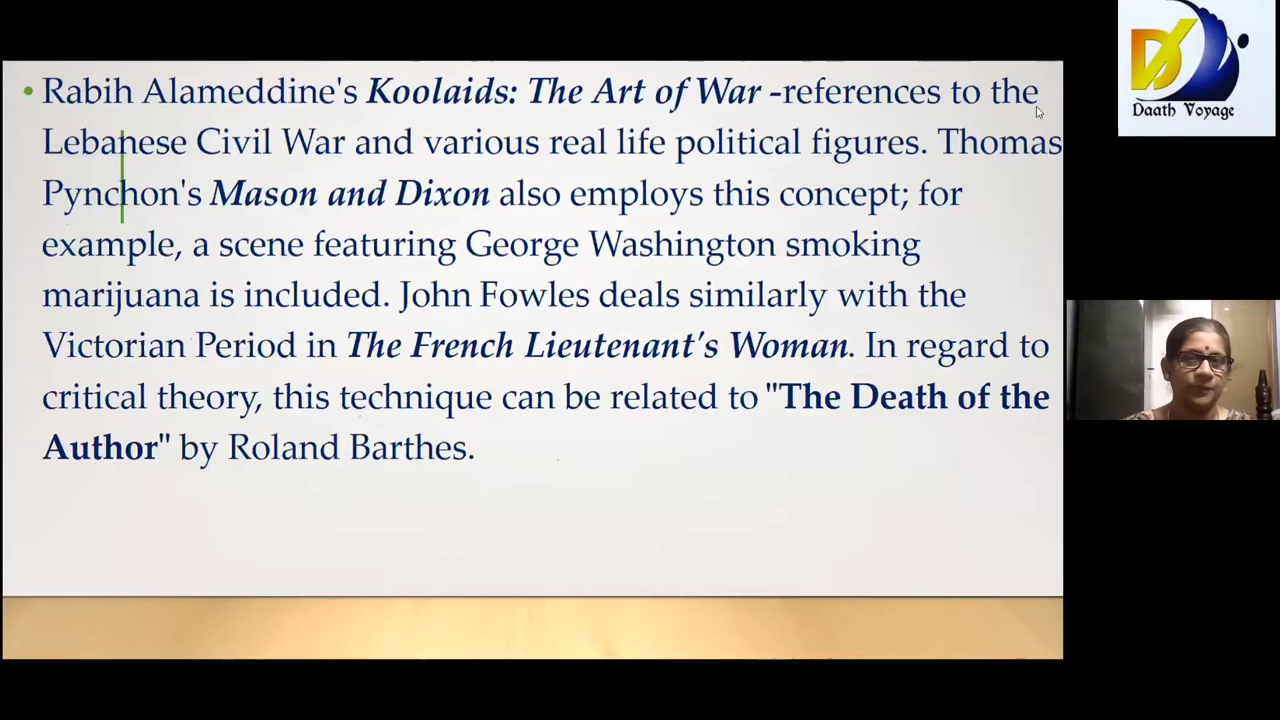 • Rabih Alameddine's Koolaids: The Art of War -references to the
Lebanese Civil War and various real life political figures. Thomas
Pynchon's Mason and Dixon also employs this concept; for
example, a scene featuring George Washington smoking
marijuana is included. John Fowles deals similarly with the
Victorian Period in The French Lieutenant's Woman. In regard to
critical theory, this technique can be related to "The Death of the
Author" by Roland Barthes.
Daath Voyage